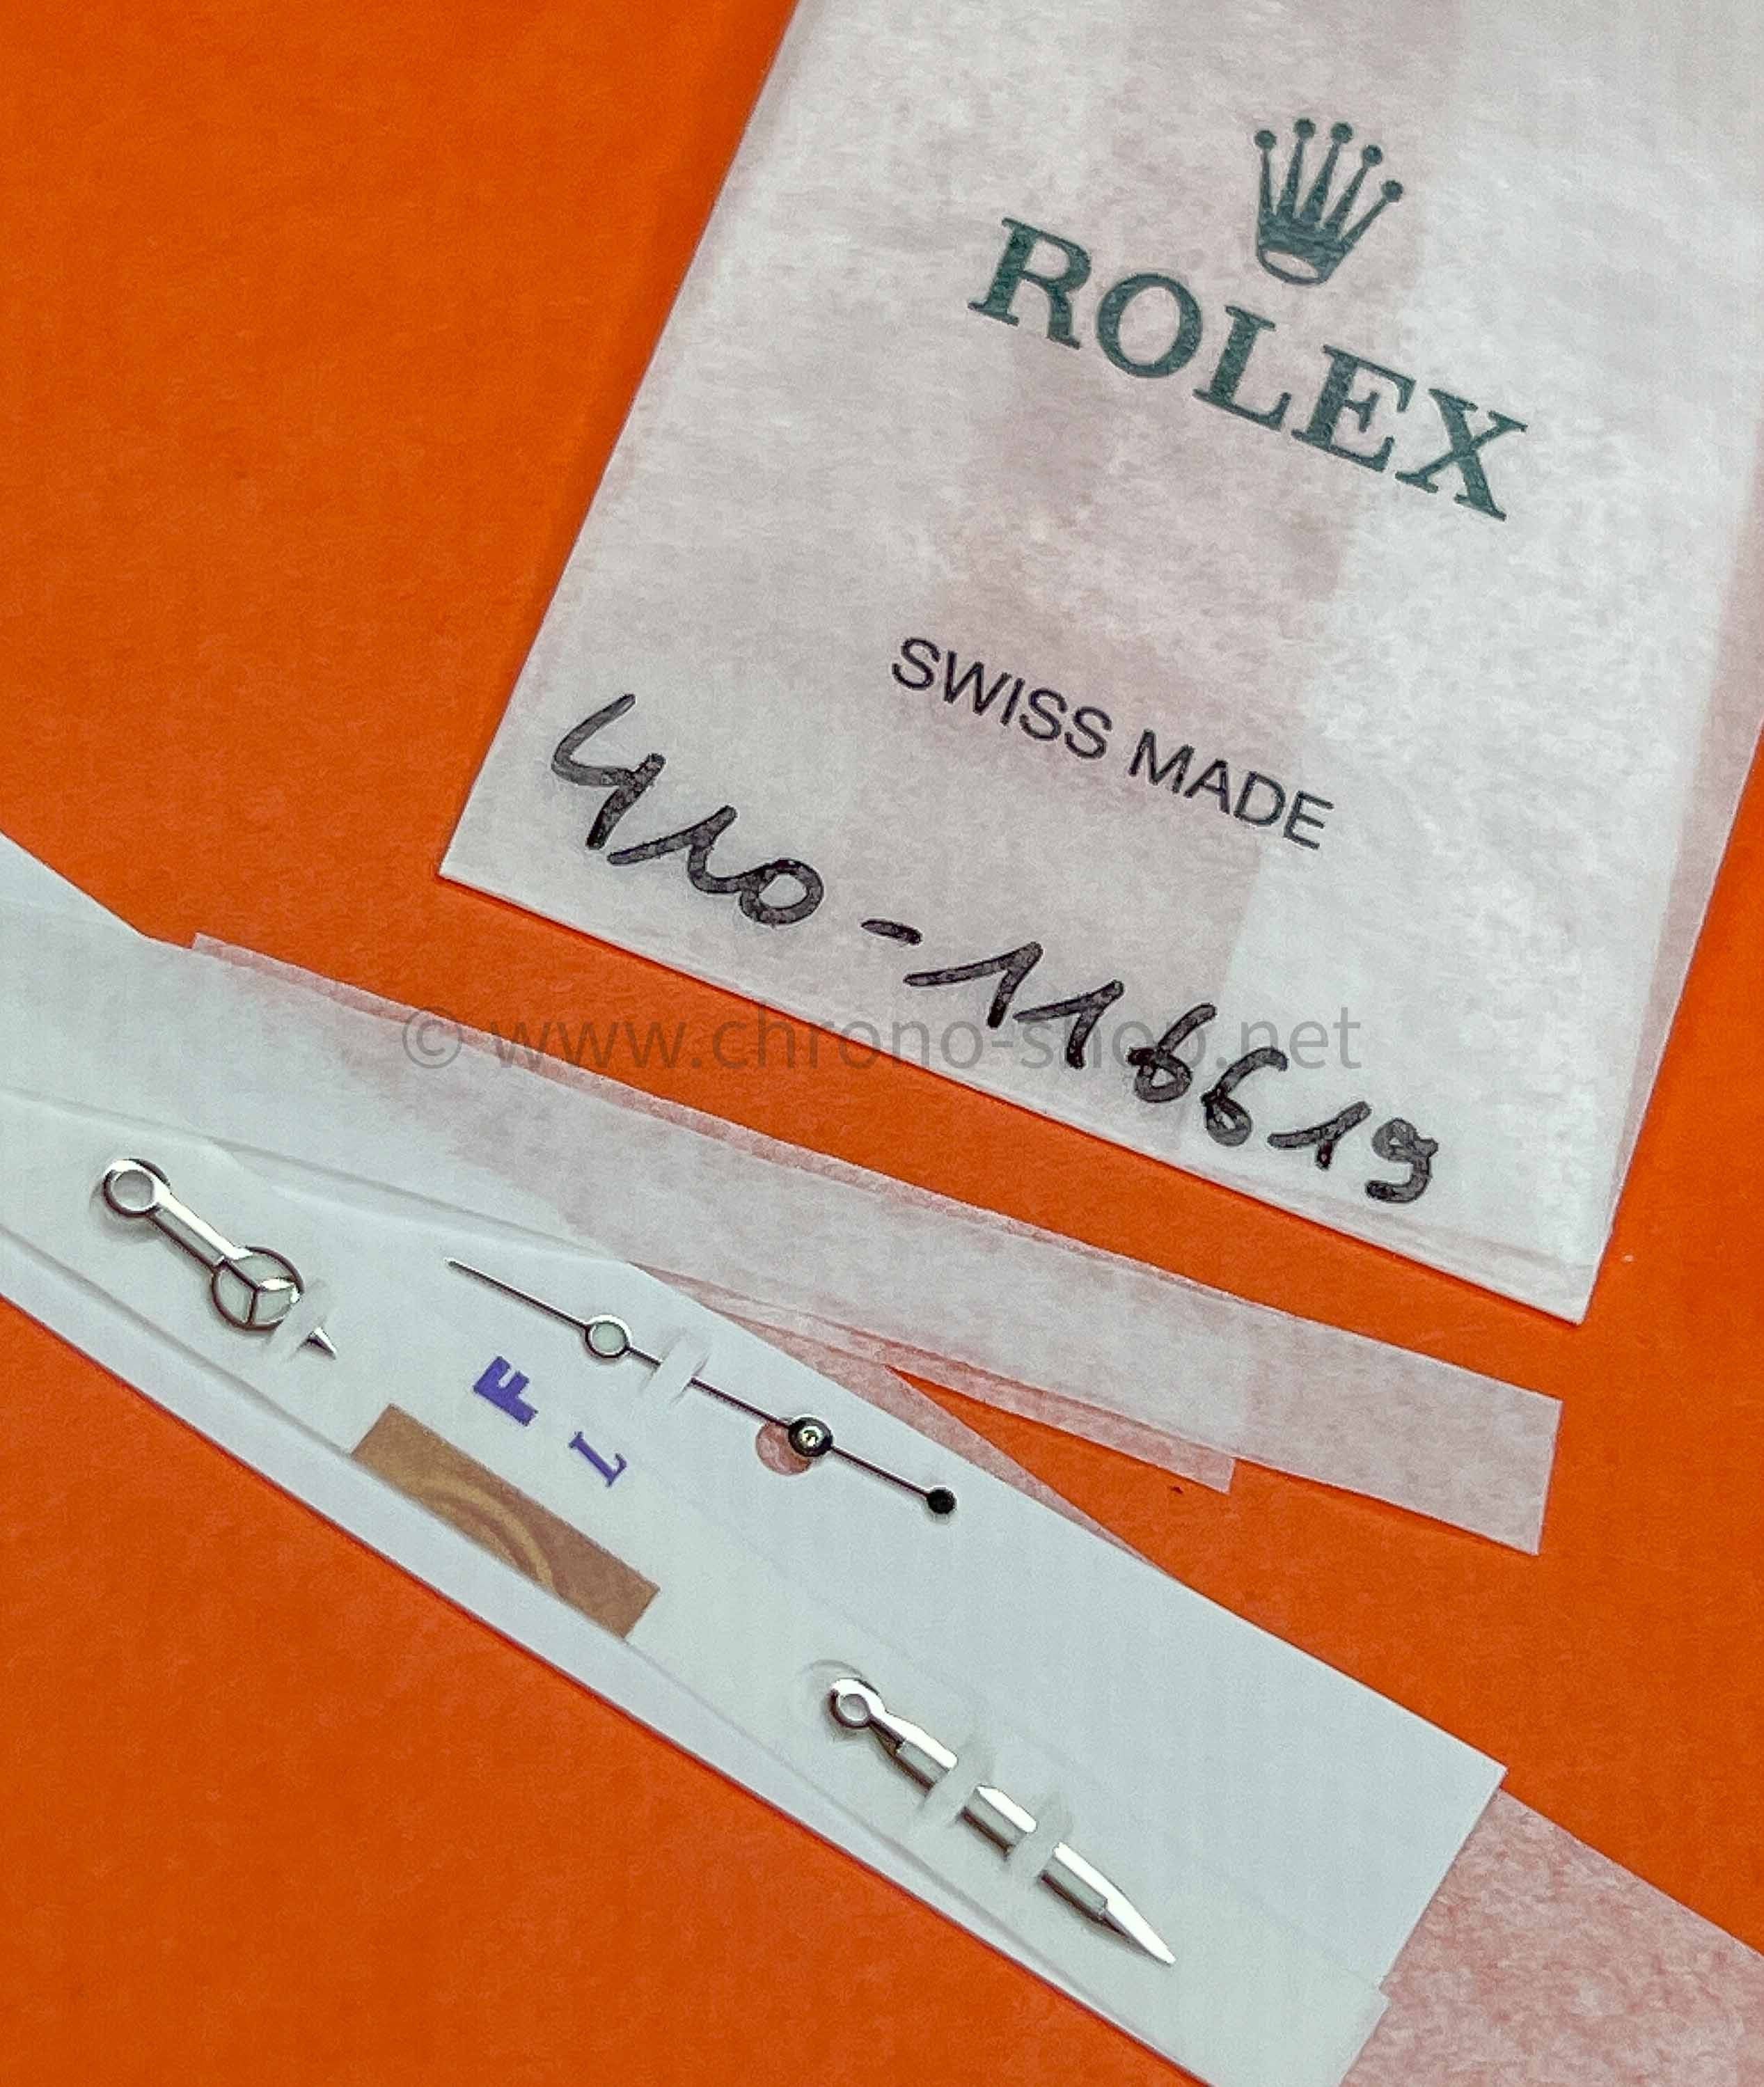 ROLEX
SWISS MADE
410-116619
© www.chrono-shop.net
F
L